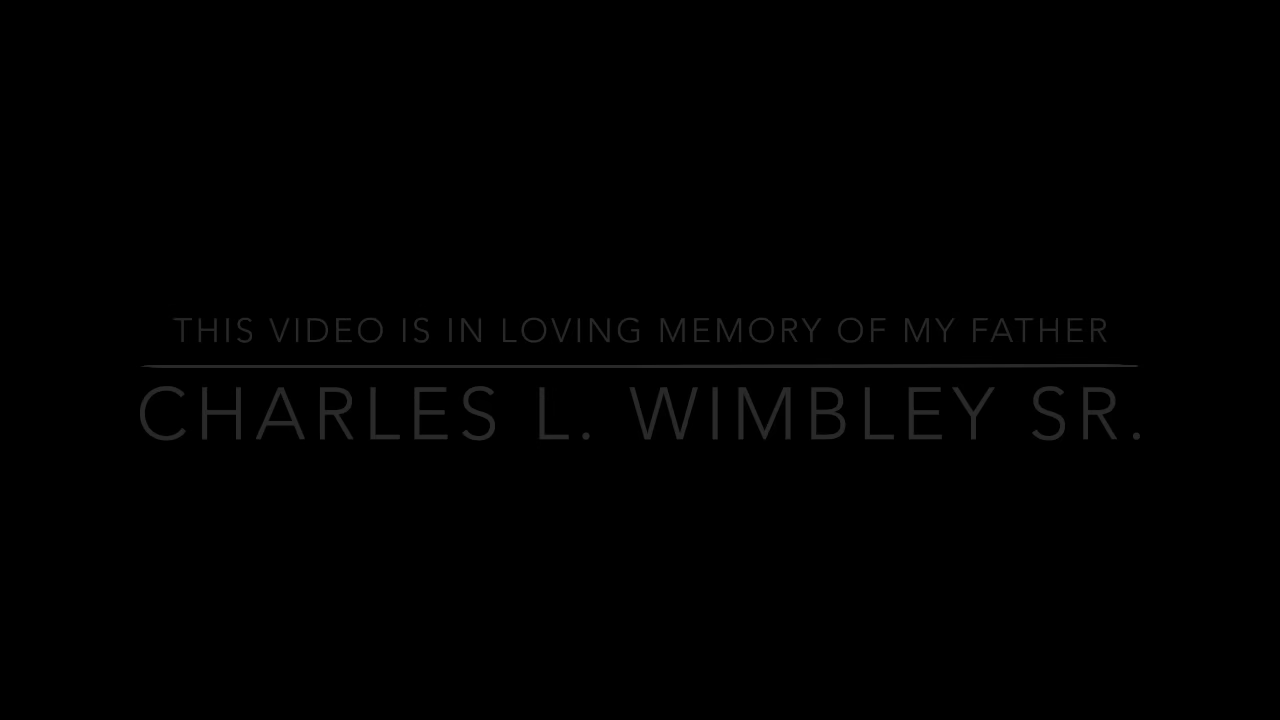 THIS VIDEO IS IN LOVING MEMORY OF MY FATHER
CHARLES L. WIMBLEY SR.